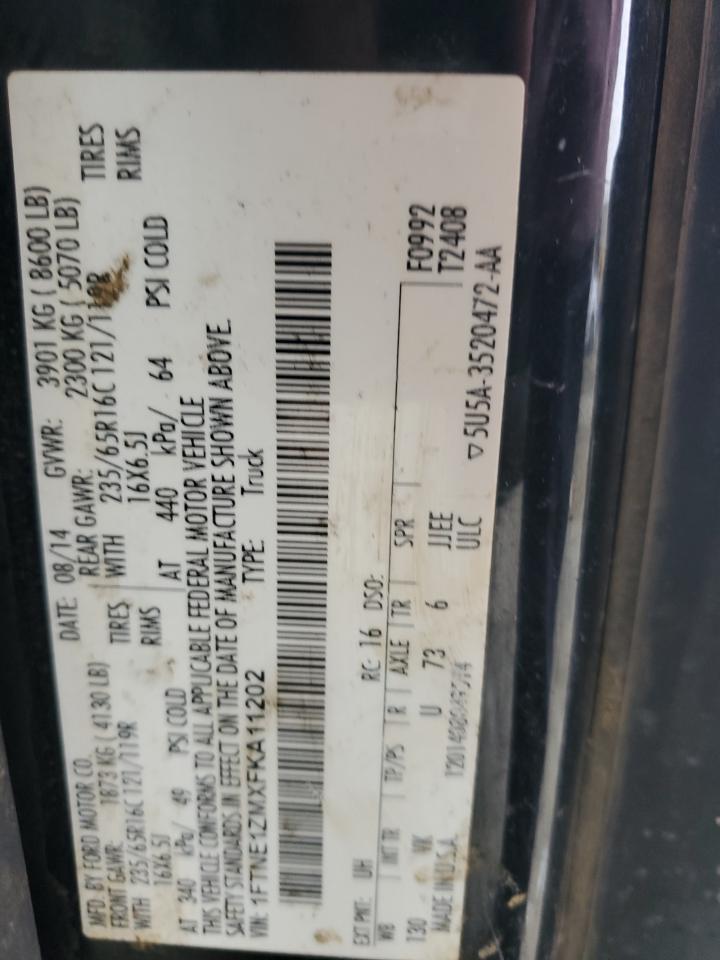 MFD. BY FORD MOTOR CO. DATE: 08/14 GVWR: 3901 KG ( 8600 LB)
FRONT GAWR: 1873 KG ( 4130 LB) REAR GAWR: 2300 KG ( 5070 LB)
WITH 235/65R16C 121/119R TIRES WITH 235/65R16C 121/119R TIRES
16X6.5J RIMS 16X6.5J RIMS
AT 340 kPa/ 49 PSI COLD AT 440 kPa/ 64 PSI COLD
THIS VEHICLE CONFORMS TO ALL APPLICABLE FEDERAL MOTOR VEHICLE
SAFETY STANDARDS IN EFFECT ON THE DATE OF MANUFACTURE SHOWN ABOVE.
VIN: 1FTNE1ZMXFKA11202 TYPE: Truck
EXT PNT: UH RC: 16 DSO:
WB INT TR TP/PS R AXLE TR SPR F0992
130 VK U 73 6 JJEE T2408
MADE IN U.S.A. ULC
▽5U5A-3520472-AA